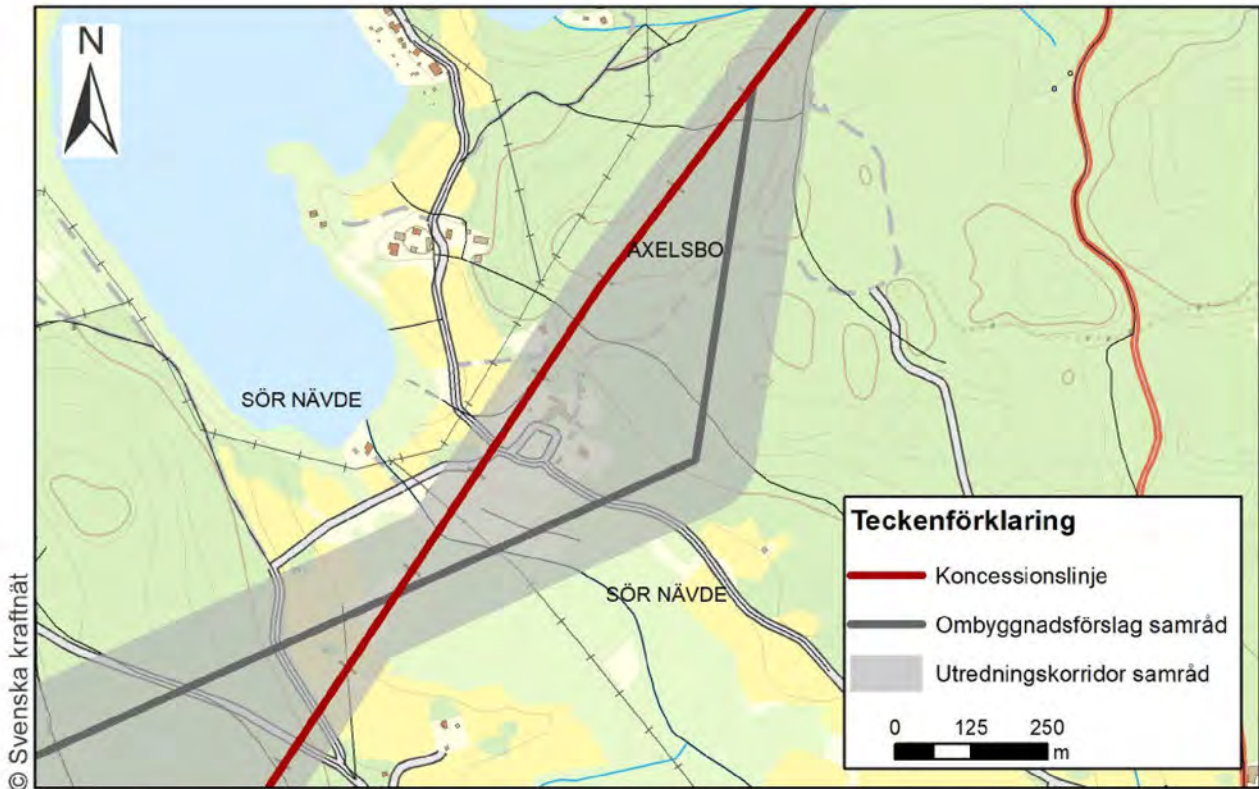 N
AXELSBO
SÖR NÄVDE
SÖR NÄVDE
Teckenförklaring
Koncessionslinje
Ombyggnadsförslag samråd
Utredningskorridor samråd
0 125 250
m
© Svenska kraftnät